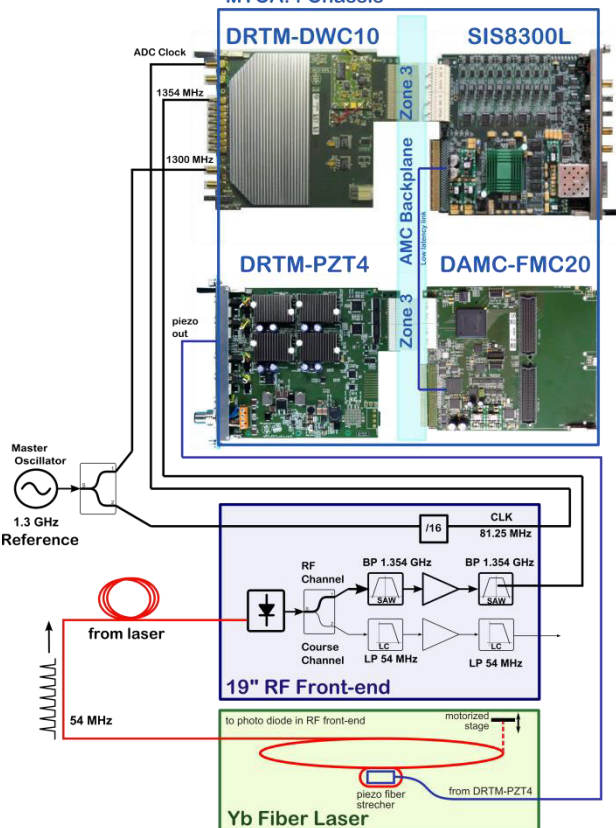 MTCA.4 Chassis
DRTM-DWC10
SIS8300L
ADC Clock
1354 MHz
1300 MHz
Zone 3
AMC Backplane
Low latency link
DRTM-PZT4
DAMC-FMC20
piezo
out
Zone 3
Master
Oscillator
1.3 GHz
Reference
/16
CLK
81.25 MHz
RF
Channel
BP 1.354 GHz
BP 1.354 GHz
SAW
SAW
from laser
Course
Channel
LC
LC
LP 54 MHz
LP 54 MHz
19" RF Front-end
54 MHz
to photo diode in RF front-end
motorized
stage
piezo fiber
strecher
from DRTM-PZT4
Yb Fiber Laser